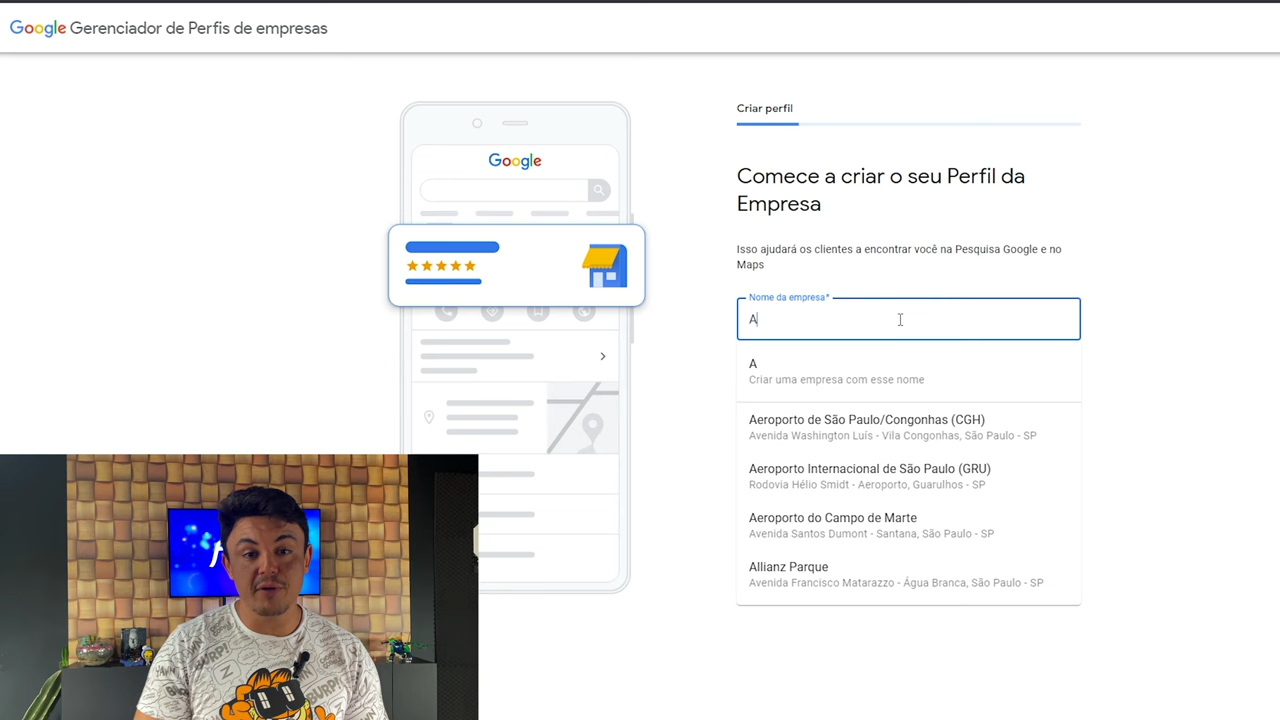 Google Gerenciador de Perfis de empresas
Google
Criar perfil
Comece a criar o seu Perfil da
Empresa
Isso ajudará os clientes a encontrar você na Pesquisa Google e no
Maps
Nome da empresa*
A
A
Criar uma empresa com esse nome
Aeroporto de São Paulo/Congonhas (CGH)
Avenida Washington Luís - Vila Congonhas, São Paulo - SP
Aeroporto Internacional de São Paulo (GRU)
Rodovia Hélio Smidt - Aeroporto, Guarulhos - SP
Aeroporto do Campo de Marte
Avenida Santos Dumont - Santana, São Paulo - SP
Allianz Parque
Avenida Francisco Matarazzo - Água Branca, São Paulo - SP
BURP!
Z
YAWN
BURP!